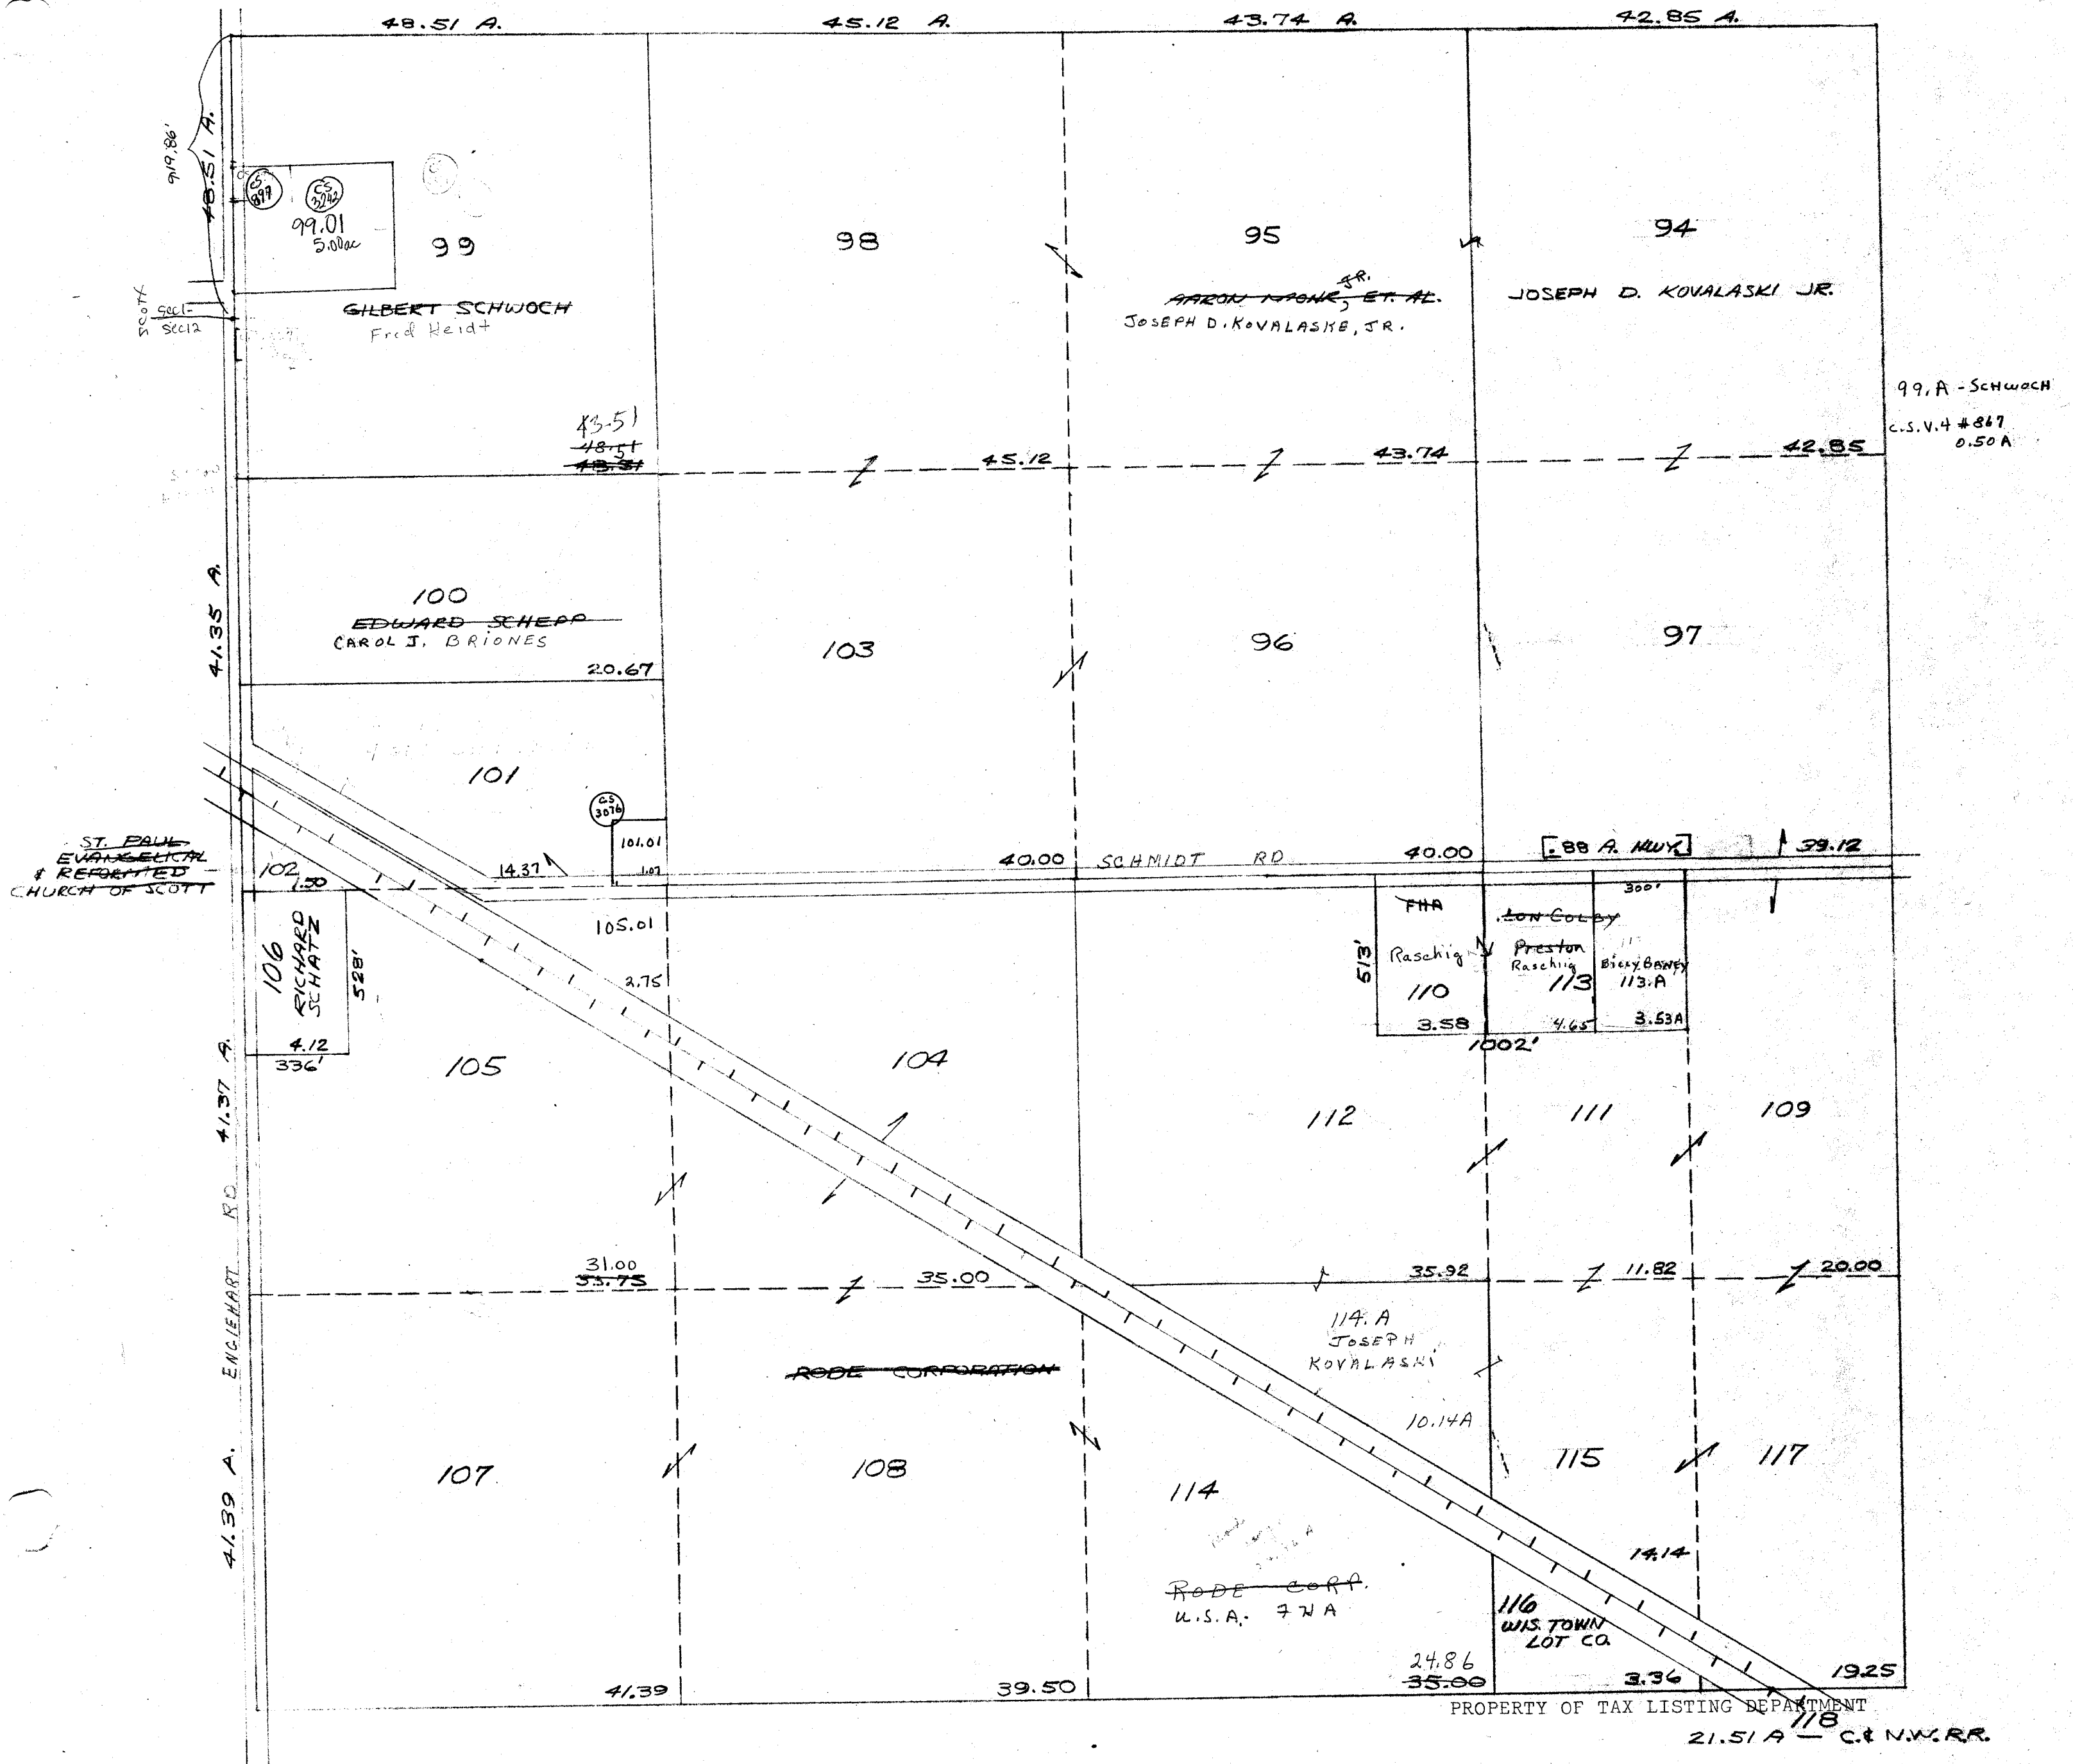 48.51 A.
45.12 A.
43.74 A.
42.85 A.
919.86'
48.51 A.
CS
897
CS
3242
99.01
5.00ac
99
98
95
94
GILBERT SCHWOCH
Fred Heidt
JR.
ET. AL.
JOSEPH D. KOVALASKE, JR.
JOSEPH D. KOVALASKI JR.
SCOTT
Sec1
Sec12
99.A - SCHWOCH
C.S.V.4 #867
0.50 A
43.51
48.51
45.12
43.74
42.85
41.35 A.
100
EDWARD SCHEPP
CAROL J. BRIONES
20.67
103
96
97
101
CS
3076
101.01
1.07
14.37
40.00
SCHMIDT RD
40.00
[.88 A. HWY.]
39.12
ST. PAUL
EVANGELICAL
& REFORMED
CHURCH OF SCOTT
102
1.50
106
RICHARD
SCHATZ
528'
4.12
336'
105.01
2.75
105
104
513'
FHA
Raschig
110
3.58
LON COLBY
Preston
Raschig
113
4.65
300'
BANEY
113.A
3.53A
1002'
112
111
109
41.37 A.
ENGLEHART RD
31.00
33.75
35.00
35.92
11.82
20.00
RODE CORPORATION
114.A
JOSEPH
KOVALASKI
10.14A
41.39 A.
107
108
114
115
117
RODE CORP.
U.S.A.
14.14
116
WIS. TOWN
LOT CO.
41.39
39.50
24.86
35.00
3.36
19.25
PROPERTY OF TAX LISTING DEPARTMENT
118
21.51 A — C. & N.W.R.R.